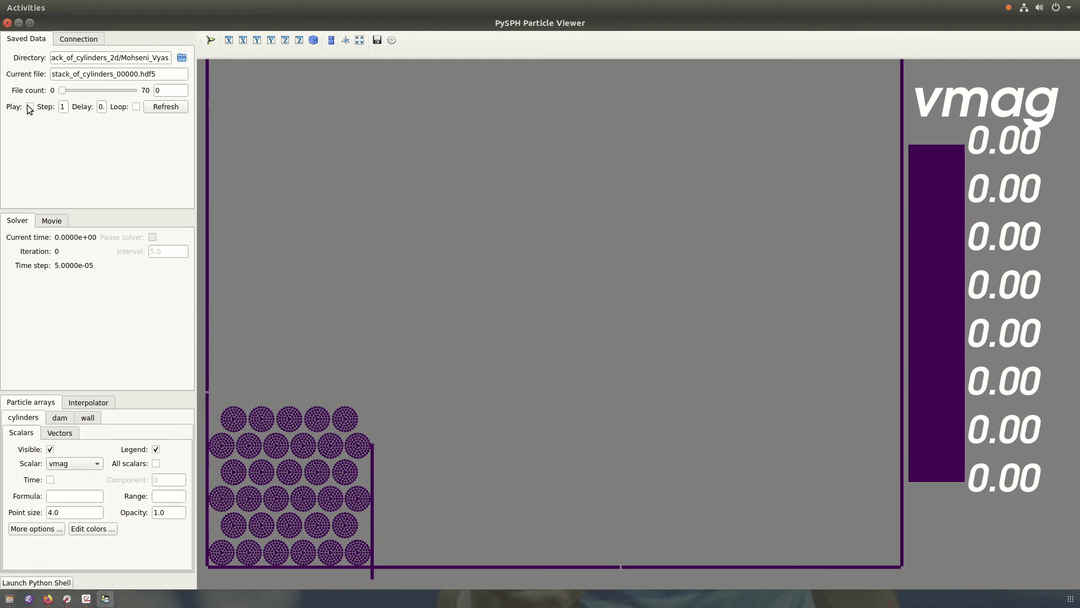 Activities
PySPH Particle Viewer
Saved Data Connection
Directory: ack_of_cylinders_2d/Mohseni_Vyas
Current file: stack_of_cylinders_00000.hdf5
File count: 0 70 0
Play: Step: 1 Delay: 0. Loop: Refresh
Solver Movie
Current time: 0.0000e+00 Pause solver:
Iteration: 0 Interval: 5.0
Time step: 5.0000e-05
Particle arrays Interpolator
cylinders dam wall
Scalars Vectors
Visible: Legend:
Scalar: vmag All scalars:
Time: Component: 0
Formula: Range:
Point size: 4.0 Opacity: 1.0
More options ... Edit colors ...
Launch Python Shell
X X Y Y Z Z
vmag
0.00
0.00
0.00
0.00
0.00
0.00
0.00
0.00